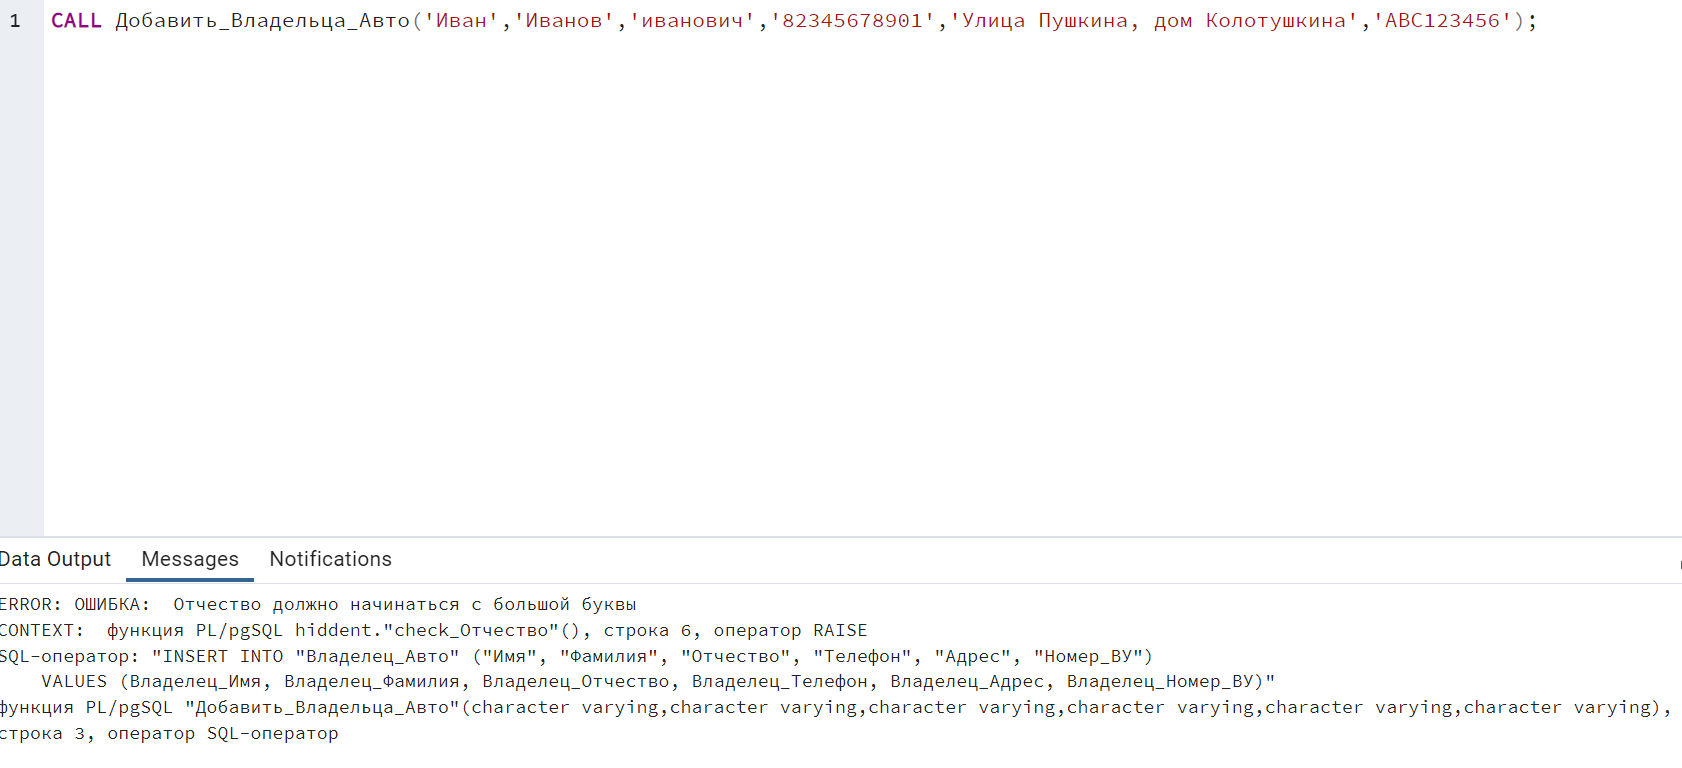 1 CALL Добавить_Владельца_Авто('Иван','Иванов','иванович','82345678901','Улица Пушкина, дом Колотушкина','АВС123456');
Data Output Messages Notifications
ERROR: ОШИБКА: Отчество должно начинаться с большой буквы
CONTEXT: функция PL/pgSQL hiddent."check_Отчество"(), строка 6, оператор RAISE
SQL-оператор: "INSERT INTO "Владелец_Авто" ("Имя", "Фамилия", "Отчество", "Телефон", "Адрес", "Номер_ВУ")
VALUES (Владелец_Имя, Владелец_Фамилия, Владелец_Отчество, Владелец_Телефон, Владелец_Адрес, Владелец_Номер_ВУ)"
функция PL/pgSQL "Добавить_Владельца_Авто"(character varying,character varying,character varying,character varying,character varying,character varying),
строка 3, оператор SQL-оператор